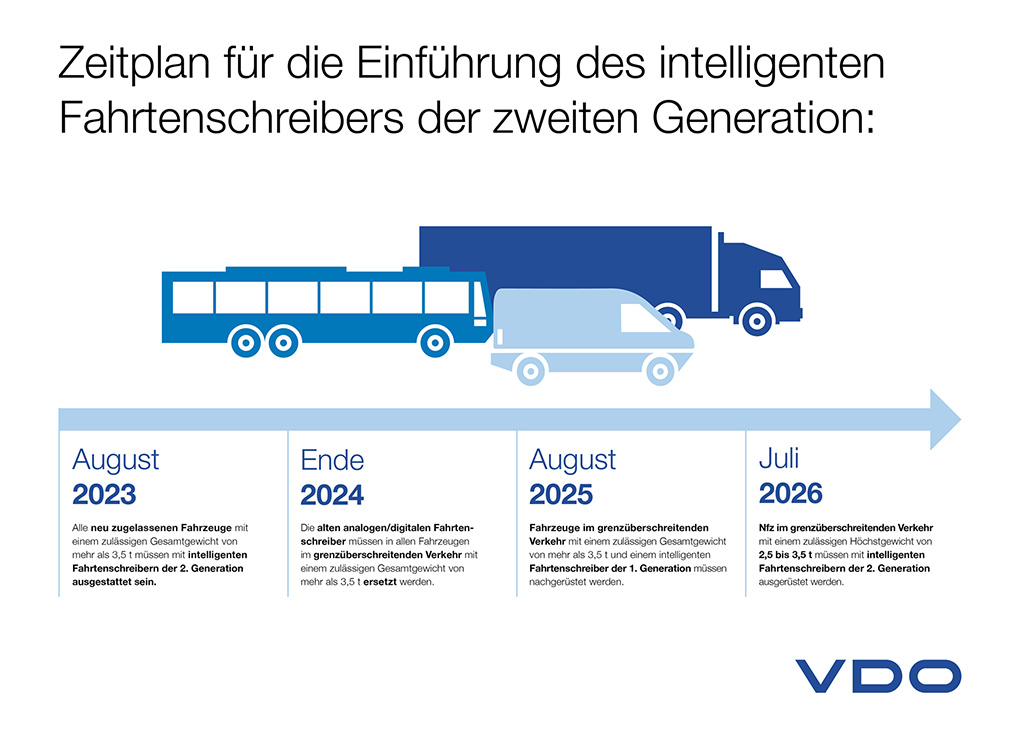 Zeitplan für die Einführung des intelligenten
Fahrtenschreibers der zweiten Generation:
August
2023
Alle neu zugelassenen Fahrzeuge mit
einem zulässigen Gesamtgewicht von
mehr als 3,5 t müssen mit intelligenten
Fahrtenschreibern der 2. Generation
ausgestattet sein.
Ende
2024
Die alten analogen/digitalen Fahrten-
schreiber müssen in allen Fahrzeugen
im grenzüberschreitenden Verkehr mit
einem zulässigen Gesamtgewicht von
mehr als 3,5 t ersetzt werden.
August
2025
Fahrzeuge im grenzüberschreitenden
Verkehr mit einem zulässigen Gesamtgewicht
von mehr als 3,5 t und einem intelligenten
Fahrtenschreiber der 1. Generation müssen
nachgerüstet werden.
Juli
2026
Nfz im grenzüberschreitenden Verkehr
mit einem zulässigen Höchstgewicht von
2,5 bis 3,5 t müssen mit intelligenten
Fahrtenschreibern der 2. Generation
ausgerüstet werden.
VDO